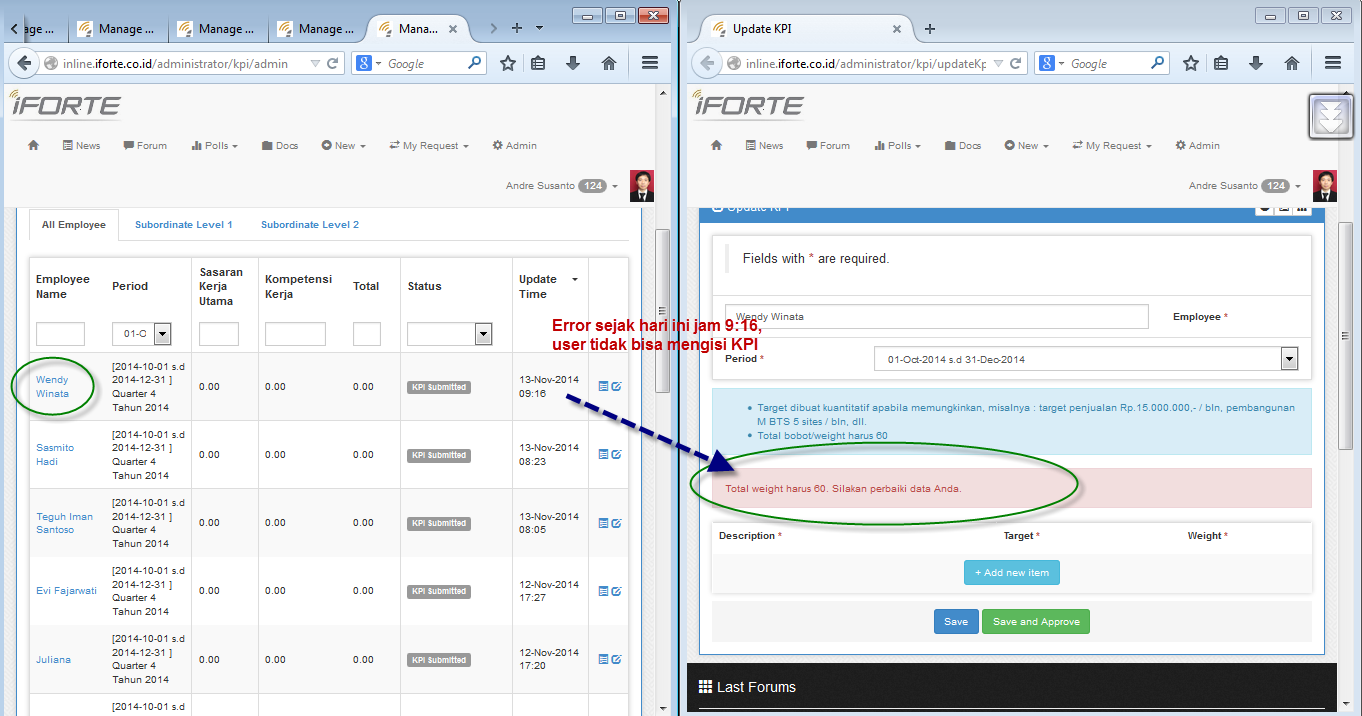 age ...
Manage ...
Manage ...
Manage ...
Mana...
inline.iforte.co.id/administrator/kpi/admin
Google
iFORTE
News
Forum
Polls
Docs
New
My Request
Admin
Andre Susanto 124
All Employee
Subordinate Level 1
Subordinate Level 2
Employee Name
Period
Sasaran Kerja Utama
Kompetensi Kerja
Total
Status
Update Time
01-O
Wendy Winata
[2014-10-01 s.d
2014-12-31 ]
Quarter 4
Tahun 2014
0.00
0.00
0.00
KPI Submitted
13-Nov-2014
09:16
Sasmito Hadi
[2014-10-01 s.d
2014-12-31 ]
Quarter 4
Tahun 2014
0.00
0.00
0.00
KPI Submitted
13-Nov-2014
08:23
Teguh Iman Santoso
[2014-10-01 s.d
2014-12-31 ]
Quarter 4
Tahun 2014
0.00
0.00
0.00
KPI Submitted
13-Nov-2014
08:05
Evi Fajarwati
[2014-10-01 s.d
2014-12-31 ]
Quarter 4
Tahun 2014
0.00
0.00
0.00
KPI Submitted
12-Nov-2014
17:27
Juliana
[2014-10-01 s.d
2014-12-31 ]
Quarter 4
Tahun 2014
0.00
0.00
0.00
KPI Submitted
12-Nov-2014
17:20
[2014-10-01 s.d
Error sejak hari ini jam 9:16,
user tidak bisa mengisi KPI
Update KPI
inline.iforte.co.id/administrator/kpi/updateKp
Google
iFORTE
News
Forum
Polls
Docs
New
My Request
Admin
Andre Susanto 124
Update KPI
Fields with * are required.
Wendy Winata
Employee *
Period *
01-Oct-2014 s.d 31-Dec-2014
Target dibuat kuantitatif apabila memungkinkan, misalnya : target penjualan Rp.15.000.000,- / bln, pembangunan
M BTS 5 sites / bln, dll.
Total bobot/weight harus 60
Total weight harus 60. Silakan perbaiki data Anda.
Description *
Target *
Weight *
+ Add new item
Save
Save and Approve
Last Forums